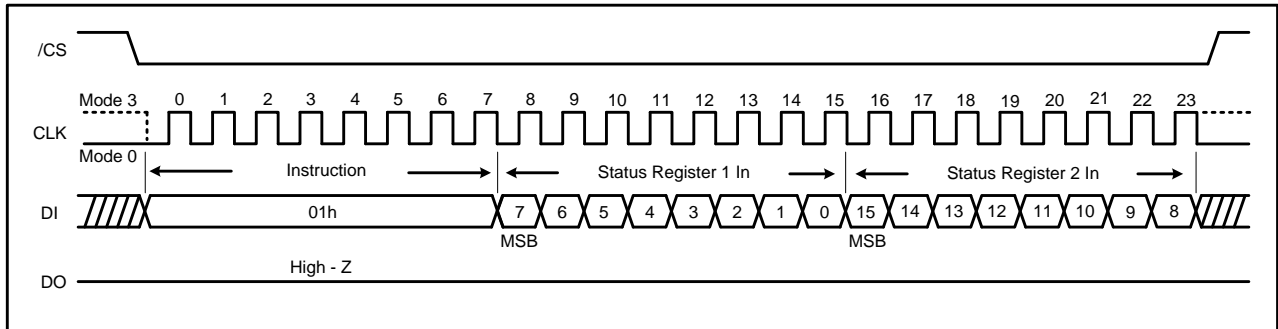 /CS
Mode 3 0 1 2 3 4 5 6 7 8 9 10 11 12 13 14 15 16 17 18 19 20 21 22 23
CLK
Mode 0
Instruction Status Register 1 In Status Register 2 In
DI 01h 7 6 5 4 3 2 1 0 15 14 13 12 11 10 9 8
MSB MSB
High - Z
DO